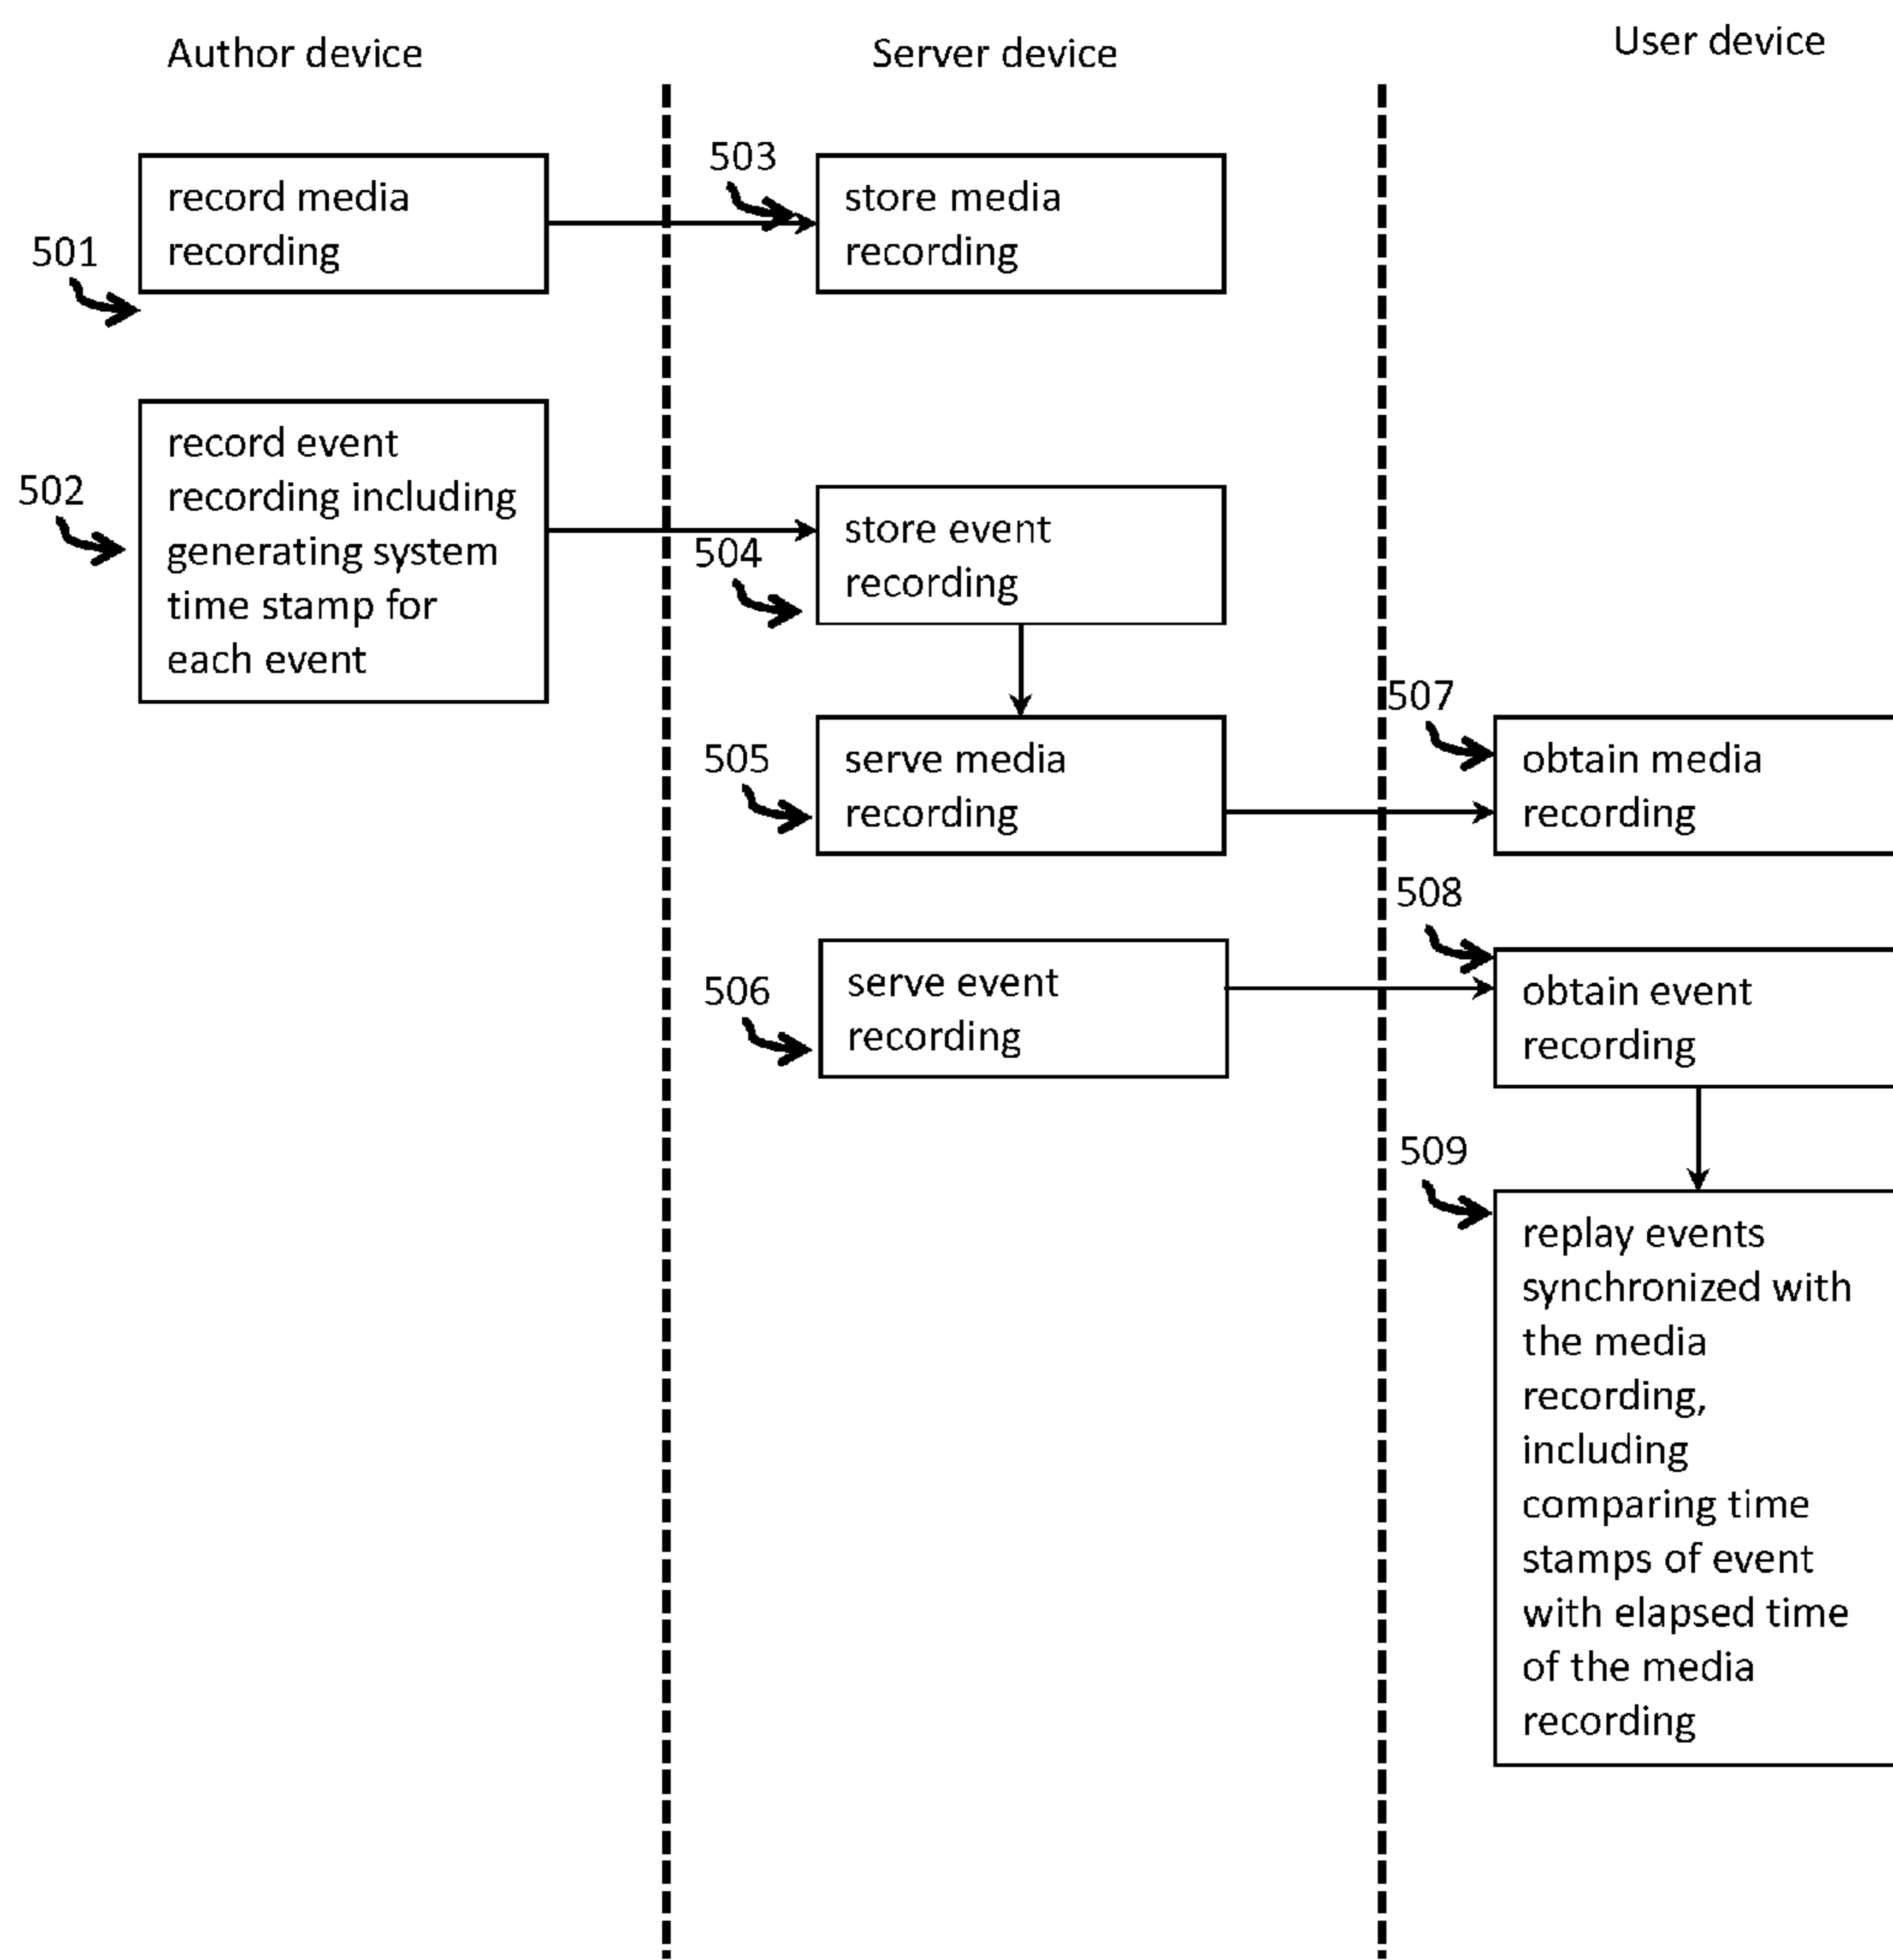 Author device
Server device
User device
501
record media
recording
503
store media
recording
502
record event
recording including
generating system
time stamp for
each event
504
store event
recording
505
serve media
recording
507
obtain media
recording
506
serve event
recording
508
obtain event
recording
509
replay events
synchronized with
the media
recording,
including
comparing time
stamps of event
with elapsed time
of the media
recording